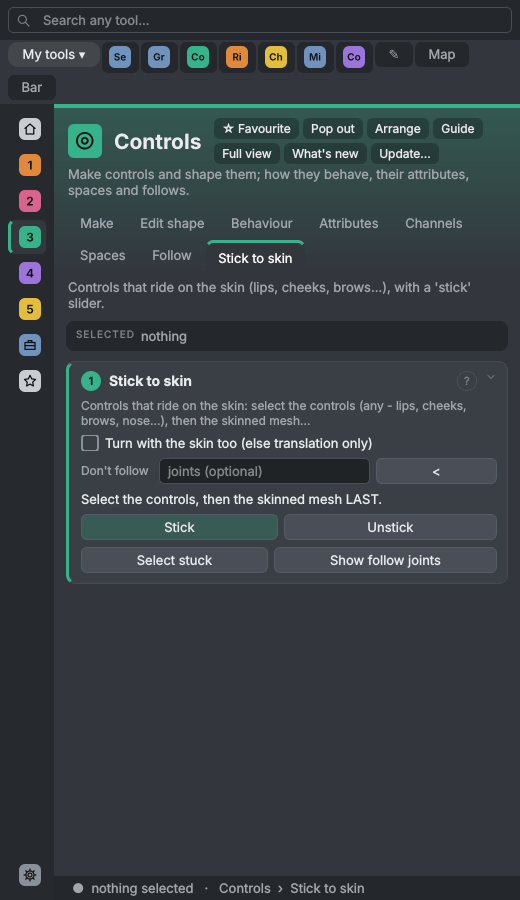 Search any tool...
My tools ▾ Se Gr Co Ri Ch Mi Co ✎ Map
Bar
Controls
☆ Favourite Pop out Arrange Guide
Full view What's new Update...
Make controls and shape them; how they behave, their attributes,
spaces and follows.
1
2
3
4
5
Make Edit shape Behaviour Attributes Channels
Spaces Follow Stick to skin
Controls that ride on the skin (lips, cheeks, brows...), with a 'stick'
slider.
SELECTED nothing
1 Stick to skin ?
Controls that ride on the skin: select the controls (any - lips, cheeks,
brows, nose...), then the skinned mesh...
Turn with the skin too (else translation only)
Don't follow joints (optional) <
Select the controls, then the skinned mesh LAST.
Stick Unstick
Select stuck Show follow joints
nothing selected · Controls › Stick to skin